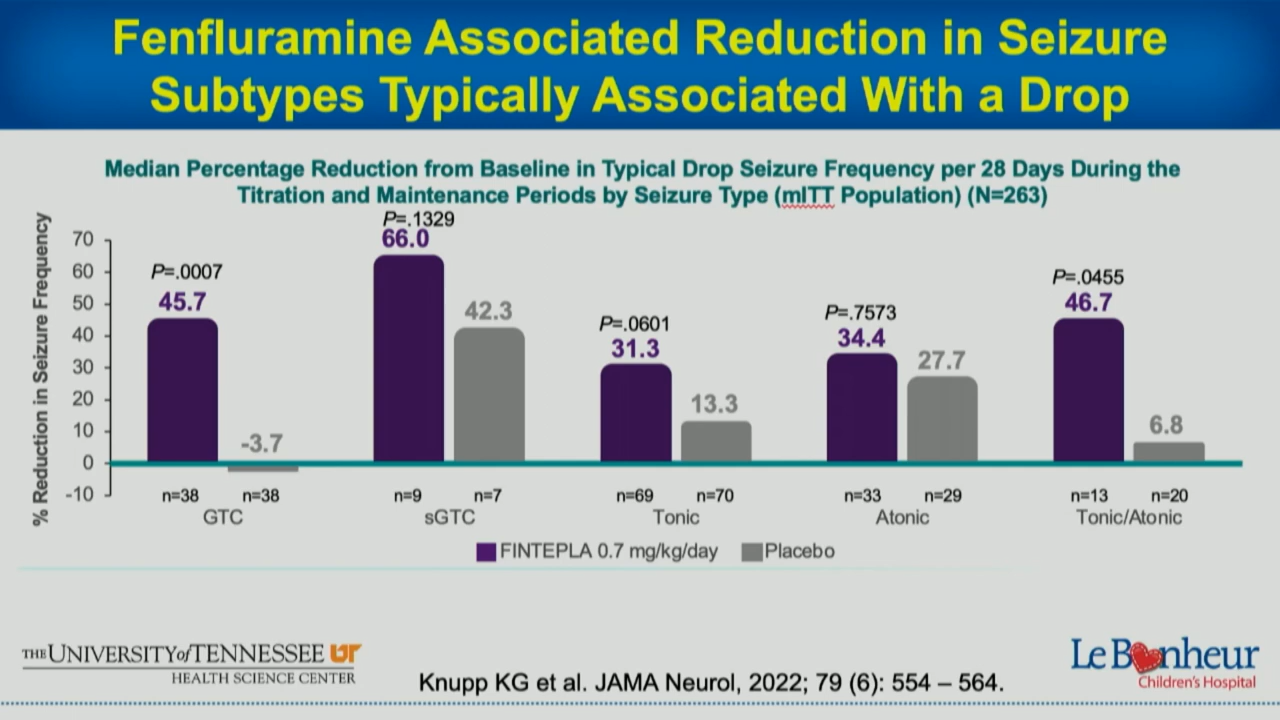 Fenfluramine Associated Reduction in Seizure
Subtypes Typically Associated With a Drop
Median Percentage Reduction from Baseline in Typical Drop Seizure Frequency per 28 Days During the
Titration and Maintenance Periods by Seizure Type (mITT Population) (N=263)
% Reduction in Seizure Frequency
70
60
50
40
30
20
10
0
-10
P=.0007
45.7
-3.7
n=38 n=38
GTC
P=.1329
66.0
42.3
n=9 n=7
sGTC
P=.0601
31.3
13.3
n=69 n=70
Tonic
P=.7573
34.4
27.7
n=33 n=29
Atonic
P=.0455
46.7
6.8
n=13 n=20
Tonic/Atonic
FINTEPLA 0.7 mg/kg/day Placebo
THE UNIVERSITY of TENNESSEE UT
HEALTH SCIENCE CENTER
Knupp KG et al. JAMA Neurol, 2022; 79 (6): 554 – 564.
Le Bonheur
Children's Hospital